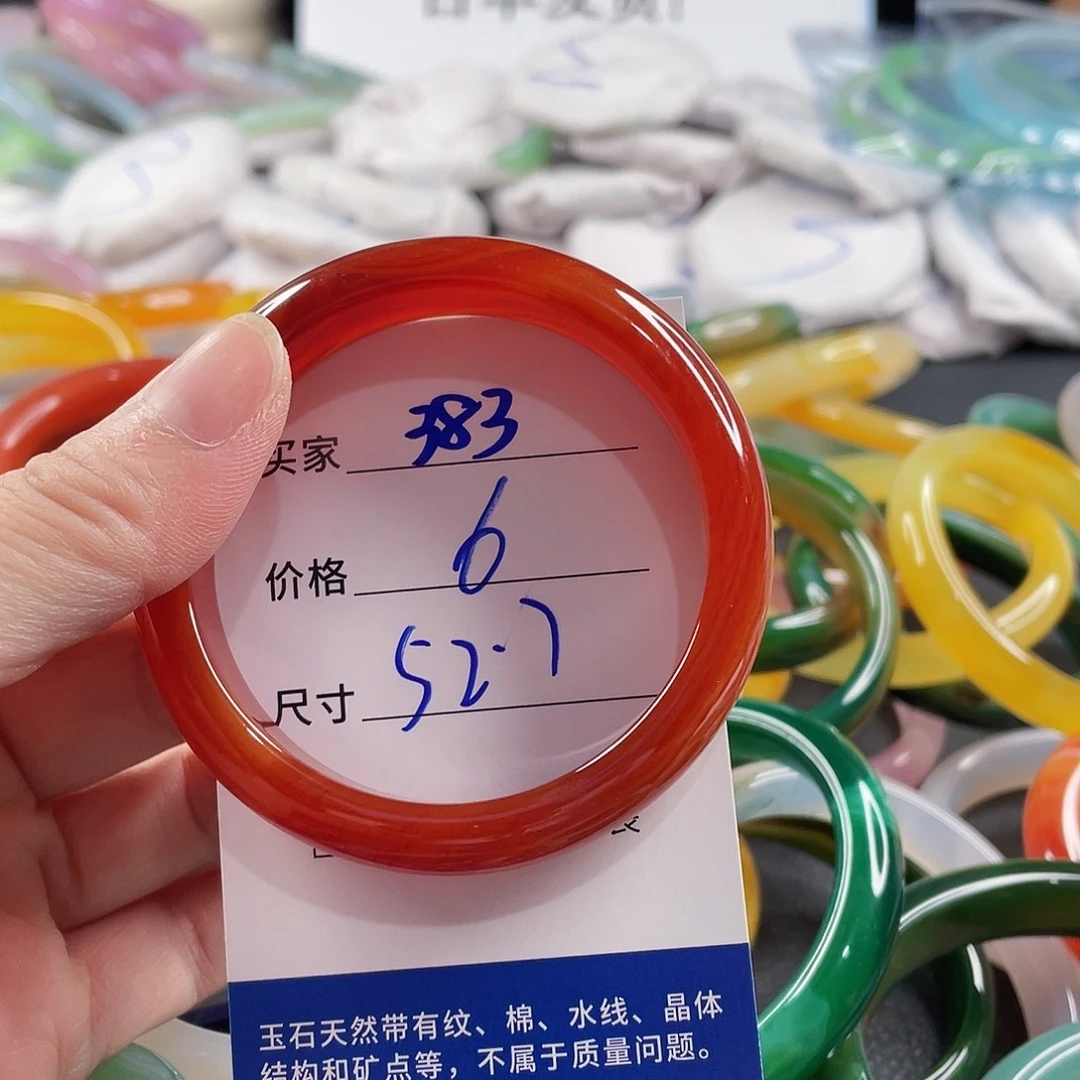 买家 383
价格 6
尺寸 52.7
玉石天然带有纹、棉、水线、晶体
结构和矿点等，不属于质量问题。